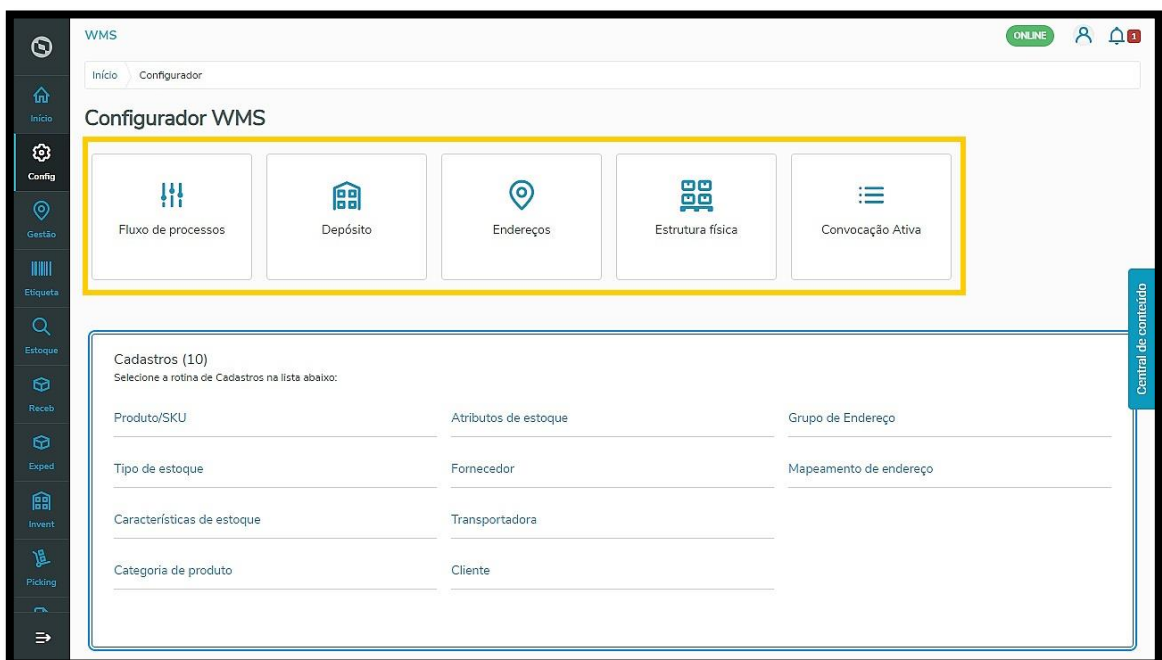 WMS
ONLINE
1
Início
Configurador
Configurador WMS
Início
Config
Gestão
Etiqueta
Estoque
Receb
Exped
Invent
Picking
Fluxo de processos
Depósito
Endereços
Estrutura física
Convocação Ativa
Central de conteúdo
Cadastros (10)
Selecione a rotina de Cadastros na lista abaixo:
Produto/SKU
Atributos de estoque
Grupo de Endereço
Tipo de estoque
Fornecedor
Mapeamento de endereço
Características de estoque
Transportadora
Categoria de produto
Cliente